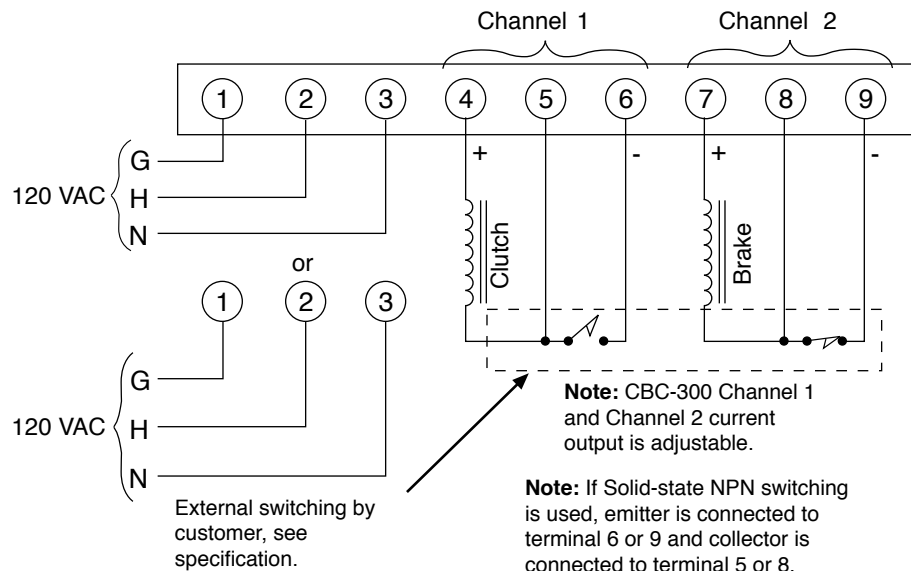 Channel 1
Channel 2
1 2 3 4 5 6 7 8 9
+ - + -
120 VAC
G
H
N
Clutch
Brake
or
1 2 3
120 VAC
G
H
N
Note: CBC-300 Channel 1
and Channel 2 current
output is adjustable.
External switching by
customer, see
specification.
Note: If Solid-state NPN switching
is used, emitter is connected to
terminal 6 or 9 and collector is
connected to terminal 5 or 8.